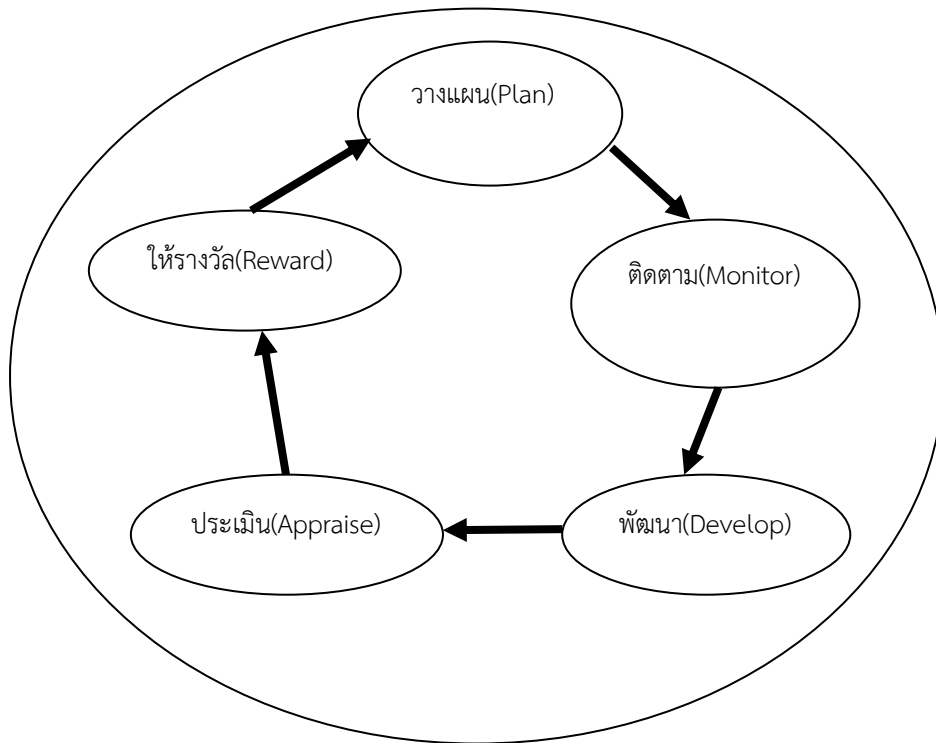 วางแผน(Plan)
ติดตาม(Monitor)
พัฒนา(Develop)
ประเมิน(Appraise)
ให้รางวัล(Reward)